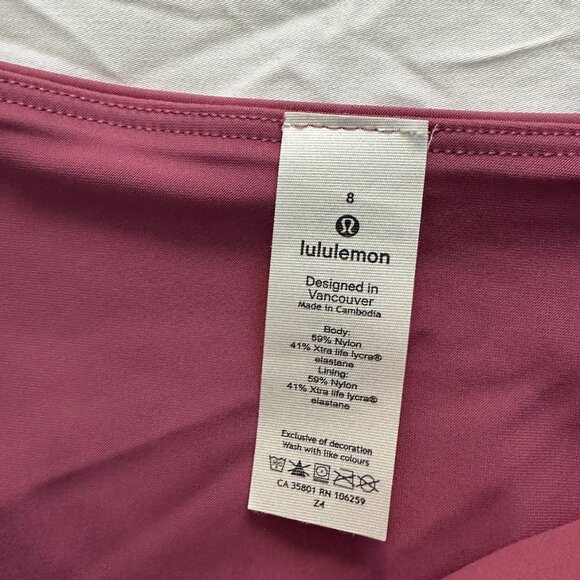 8
lululemon
Designed in
Vancouver
Made in Cambodia
Body:
59% Nylon
41% Xtra life lycra®
elastane
Lining:
59% Nylon
41% Xtra life lycra®
elastane
Exclusive of decoration
Wash with like colours
CA 35801 RN 106259
Z4